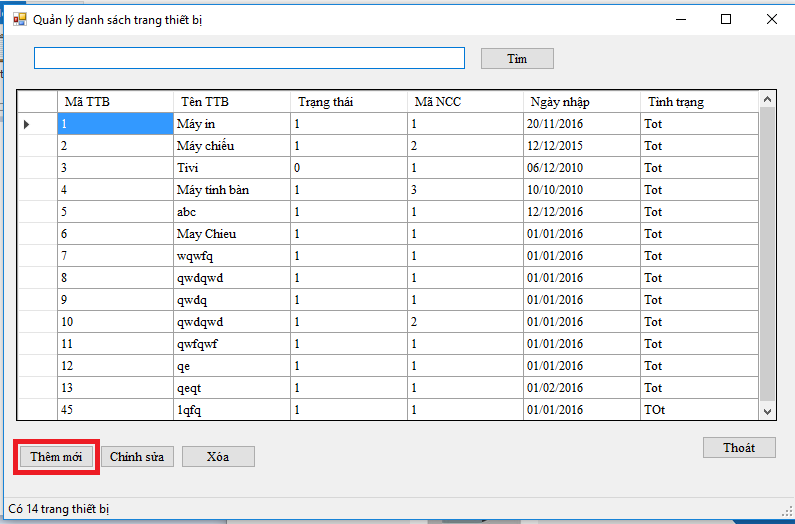 Quản lý danh sách trang thiết bị
Tìm
Mã TTB Tên TTB Trạng thái Mã NCC Ngày nhập Tình trạng
1 Máy in 1 1 20/11/2016 Tot
2 Máy chiếu 1 2 12/12/2015 Tot
3 Tivi 0 1 06/12/2010 Tot
4 Máy tính bàn 1 3 10/10/2010 Tot
5 abc 1 1 12/12/2016 Tot
6 May Chieu 1 1 01/01/2016 Tot
7 wqwfq 1 1 01/01/2016 Tot
8 qwdqwd 1 1 01/01/2016 Tot
9 qwdq 1 1 01/01/2016 Tot
10 qwdqwd 1 2 01/01/2016 Tot
11 qwfqwf 1 1 01/01/2016 Tot
12 qe 1 1 01/01/2016 Tot
13 qeqt 1 1 01/02/2016 Tot
45 1qfq 1 1 01/01/2016 TOt
Thêm mới Chỉnh sửa Xóa Thoát
Có 14 trang thiết bị